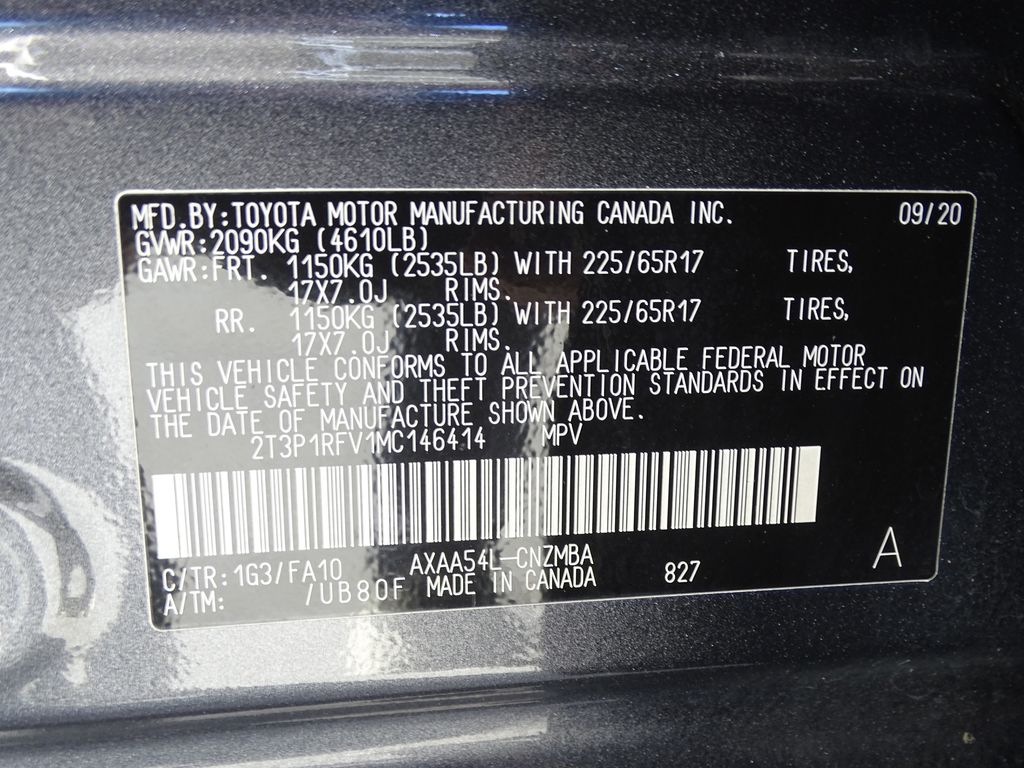 MFD.BY:TOYOTA MOTOR MANUFACTURING CANADA INC. 09/20
GVWR:2090KG (4610LB)
GAWR:FRT. 1150KG (2535LB) WITH 225/65R17 TIRES,
17X7.0J RIMS.
RR. 1150KG (2535LB) WITH 225/65R17 TIRES,
17X7.0J RIMS.
THIS VEHICLE CONFORMS TO ALL APPLICABLE FEDERAL MOTOR
VEHICLE SAFETY AND THEFT PREVENTION STANDARDS IN EFFECT ON
THE DATE OF MANUFACTURE SHOWN ABOVE.
2T3P1RFV1MC146414 MPV
C/TR:1G3/FA10 AXAA54L-CNZMBA
A/TM: /UB80F MADE IN CANADA 827 A